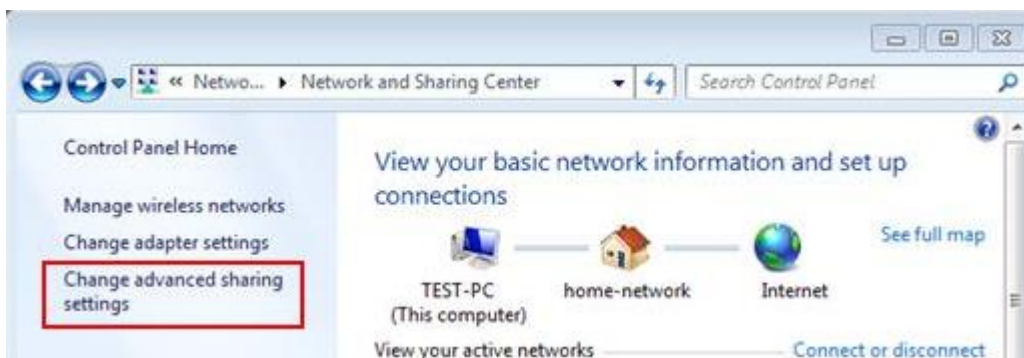 « Netwo... ▸ Network and Sharing Center
Search Control Panel
Control Panel Home
Manage wireless networks
Change adapter settings
Change advanced sharing
settings
View your basic network information and set up
connections
See full map
TEST-PC
(This computer)
home-network
Internet
View your active networks
Connect or disconnect